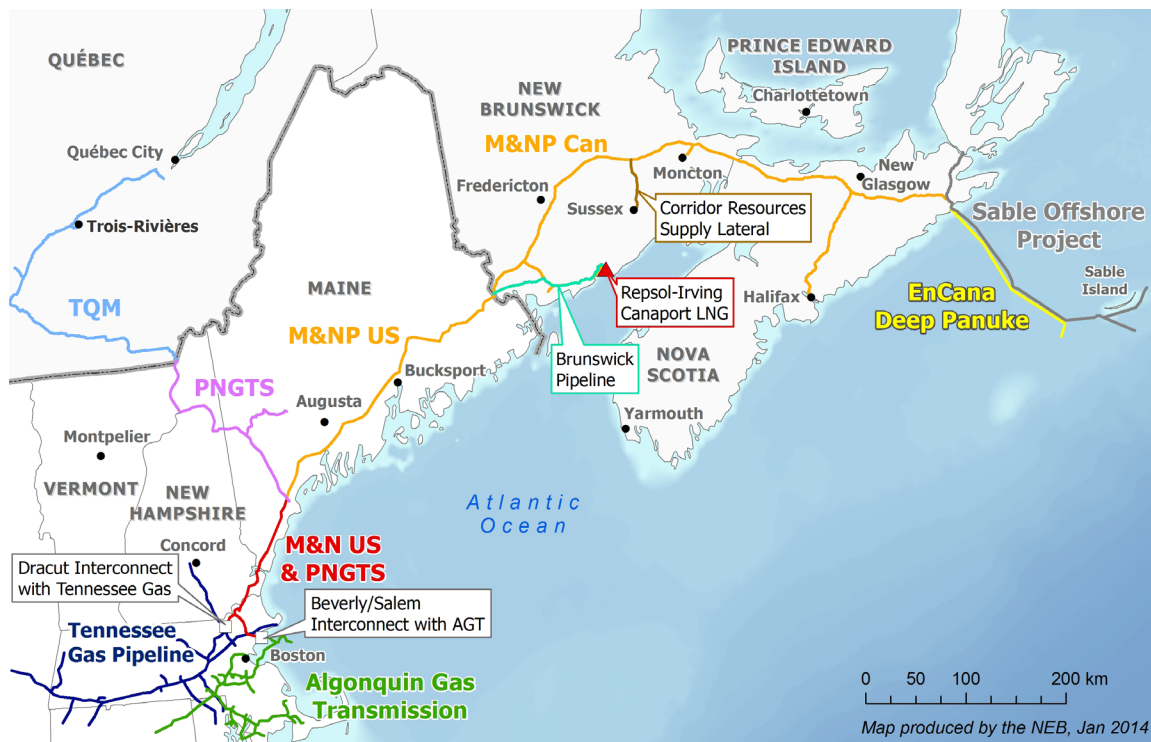 QUÉBEC
PRINCE EDWARD
ISLAND
Charlottetown
NEW
BRUNSWICK
M&NP Can
Québec City
Moncton
New
Glasgow
Fredericton
Trois-Rivières
Sussex
Corridor Resources
Supply Lateral
Sable Offshore
Project
Sable
Island
MAINE
TQM
Repsol-Irving
Canaport LNG
Halifax
EnCana
Deep Panuke
M&NP US
Brunswick
Pipeline
NOVA
SCOTIA
Bucksport
PNGTS
Augusta
Yarmouth
Montpelier
VERMONT
NEW
HAMPSHIRE
Atlantic
Ocean
Concord
M&N US
& PNGTS
Dracut Interconnect
with Tennessee Gas
Beverly/Salem
Interconnect with AGT
Tennessee
Gas Pipeline
Boston
Algonquin Gas
Transmission
0 50 100 200 km
Map produced by the NEB, Jan 2014